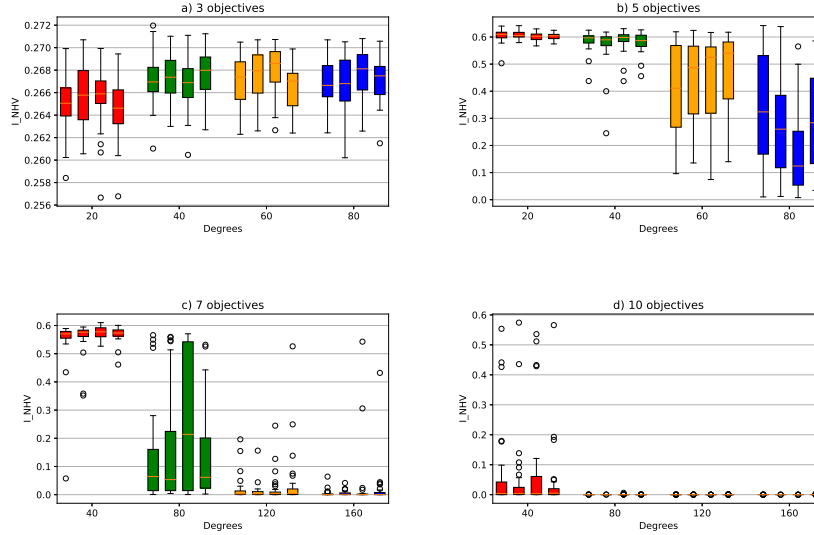 a) 3 objectives
0.272
0.270
0.268
0.266
0.264
0.262
0.260
0.258
0.256
I_NHV
20 40 60 80
Degrees
b) 5 objectives
0.6
0.5
0.4
0.3
0.2
0.1
0.0
I_NHV
20 40 60 80
Degrees
c) 7 objectives
0.6
0.5
0.4
0.3
0.2
0.1
0.0
I_NHV
40 80 120 160
Degrees
d) 10 objectives
0.6
0.5
0.4
0.3
0.2
0.1
0.0
I_NHV
40 80 120 160
Degrees